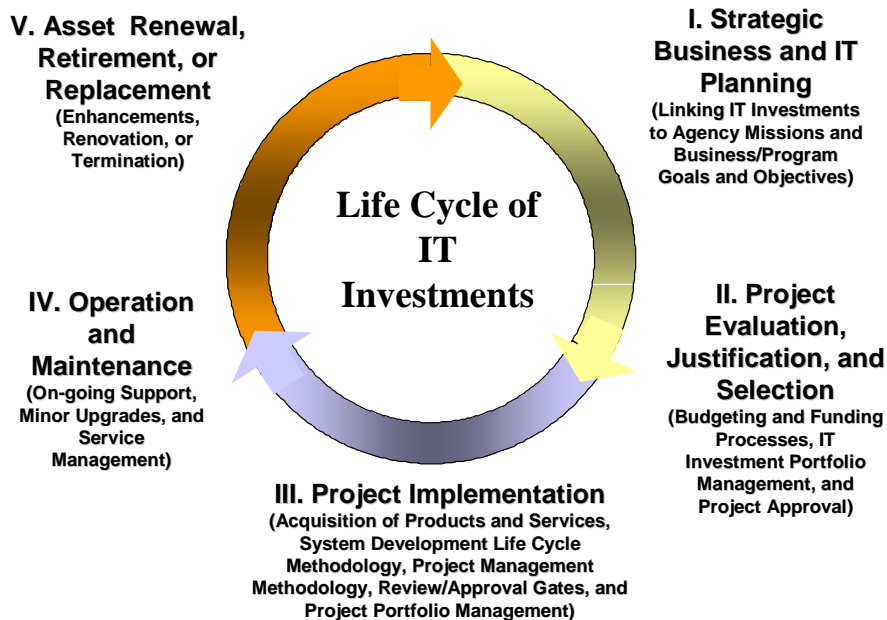 V. Asset Renewal,
Retirement, or
Replacement
(Enhancements,
Renovation, or
Termination)
I. Strategic
Business and IT
Planning
(Linking IT Investments
to Agency Missions and
Business/Program
Goals and Objectives)
Life Cycle of
IT
Investments
II. Project
Evaluation,
Justification, and
Selection
(Budgeting and Funding
Processes, IT
Investment Portfolio
Management, and
Project Approval)
IV. Operation
and
Maintenance
(On-going Support,
Minor Upgrades, and
Service
Management)
III. Project Implementation
(Acquisition of Products and Services,
System Development Life Cycle
Methodology, Project Management
Methodology, Review/Approval Gates, and
Project Portfolio Management)